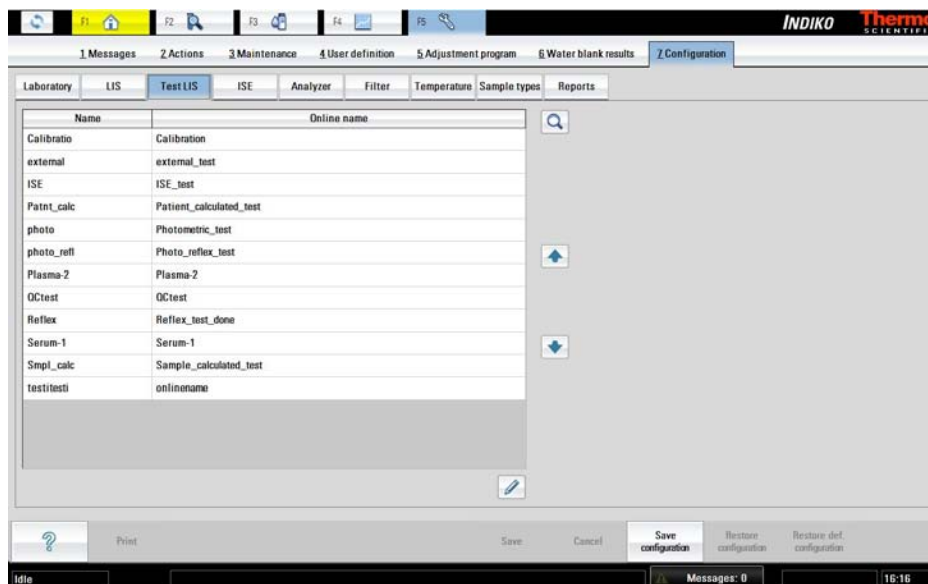 F1 F2 F3 F4 F5 INDIKO Thermo
SCIENTIFI
1 Messages 2 Actions 3 Maintenance 4 User definition 5 Adjustment program 6 Water blank results 7 Configuration
Laboratory LIS Test LIS ISE Analyzer Filter Temperature Sample types Reports
Name Online name
Calibratio Calibration
external external_test
ISE ISE_test
Patnt_calc Patient_calculated_test
photo Photometric_test
photo_refl Photo_reflex_test
Plasma-2 Plasma-2
QCtest QCtest
Reflex Reflex_test_done
Serum-1 Serum-1
Smpl_calc Sample_calculated_test
testitesti onlinename
? Print Save Cancel Save configuration Restore configuration Restore def. configuration
Idle Messages: 0 16:16